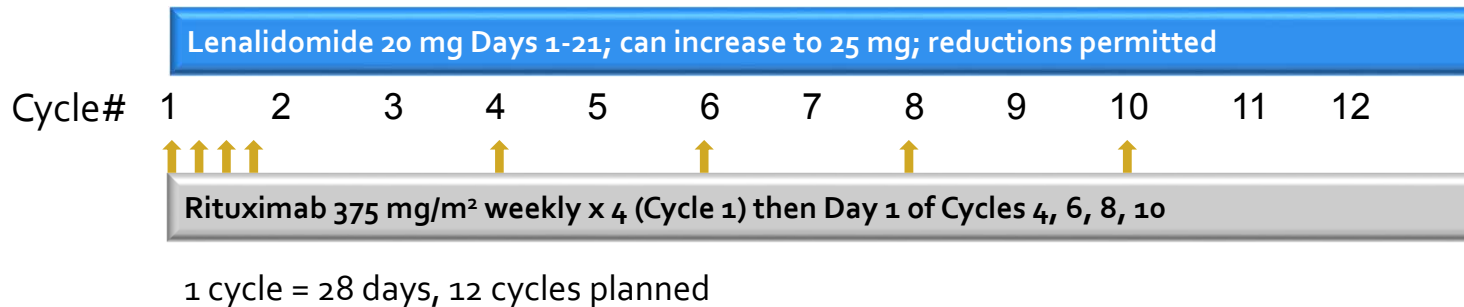 Lenalidomide 20 mg Days 1-21; can increase to 25 mg; reductions permitted
Cycle# 1 2 3 4 5 6 7 8 9 10 11 12
Rituximab 375 mg/m² weekly x 4 (Cycle 1) then Day 1 of Cycles 4, 6, 8, 10
1 cycle = 28 days, 12 cycles planned